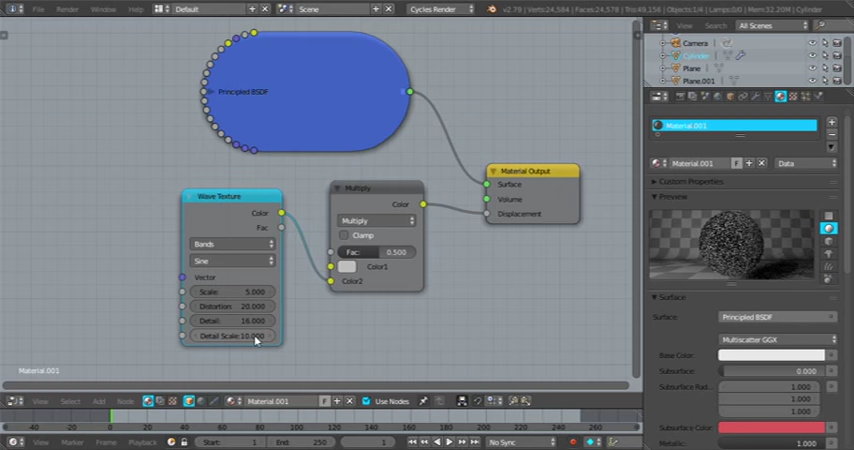 File Render Window Help Default Scene Cycles Render v2.79 | Verts:24,584 | Faces:24,578 | Tris:49,156 | Objects:1/4 | Lamps:0/0 | Mem:32.20M | Cylinder
View Search All Scenes
Camera
Cylinder
Plane
Plane.001
Principled BSDF
Material.001
Material.001 F Data
Custom Properties
Preview
Material Output
Surface
Volume
Displacement
Wave Texture
Color
Fac
Bands
Sine
Vector
Scale: 5.000
Distortion: 20.000
Detail: 16.000
Detail Scale:10.000
Multiply
Color
Multiply
Clamp
Fac: 0.500
Color1
Color2
Surface
Surface: Principled BSDF
Multiscatter GGX
Base Color:
Subsurface: 0.000
Subsurface Rad... 1.000
1.000
1.000
Subsurface Color:
Metallic: 1.000
Material.001
View Select Add Node Material.001 F Use Nodes
-40 -20 0 20 40 60 80 100 120 140 160 180 200 220 240 260
View Marker Frame Playback Start: 1 End: 250 1 No Sync